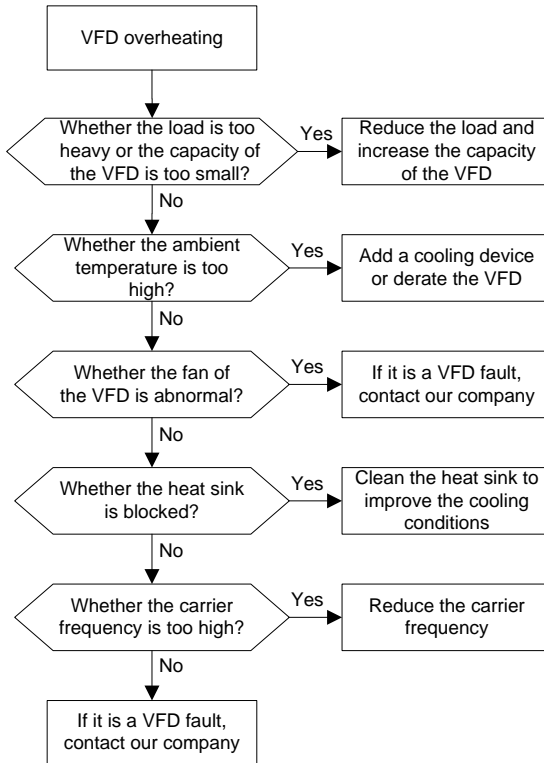 VFD overheating
Whether the load is too
heavy or the capacity of
the VFD is too small?
Yes
Reduce the load and
increase the capacity
of the VFD
No
Whether the ambient
temperature is too
high?
Yes
Add a cooling device
or derate the VFD
No
Whether the fan of
the VFD is abnormal?
Yes
If it is a VFD fault,
contact our company
No
Whether the heat sink
is blocked?
Yes
Clean the heat sink to
improve the cooling
conditions
No
Whether the carrier
frequency is too high?
Yes
Reduce the carrier
frequency
No
If it is a VFD fault,
contact our company